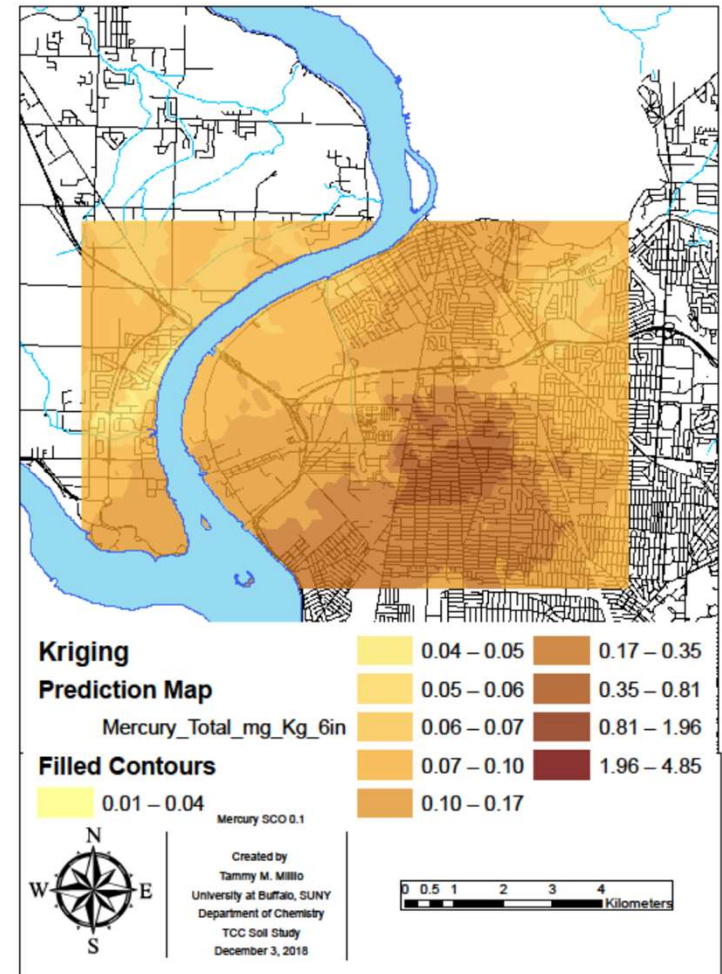 Kriging
Prediction Map
Mercury_Total_mg_Kg_6in
Filled Contours
0.01 – 0.04
0.04 – 0.05
0.05 – 0.06
0.06 – 0.07
0.07 – 0.10
0.10 – 0.17
0.17 – 0.35
0.35 – 0.81
0.81 – 1.96
1.96 – 4.85
Mercury SCO 0.1
N
W E
S
Created by
Tammy M. Milillo
University at Buffalo, SUNY
Department of Chemistry
TCC Soil Study
December 3, 2018
0 0.5 1 2 3 4
Kilometers